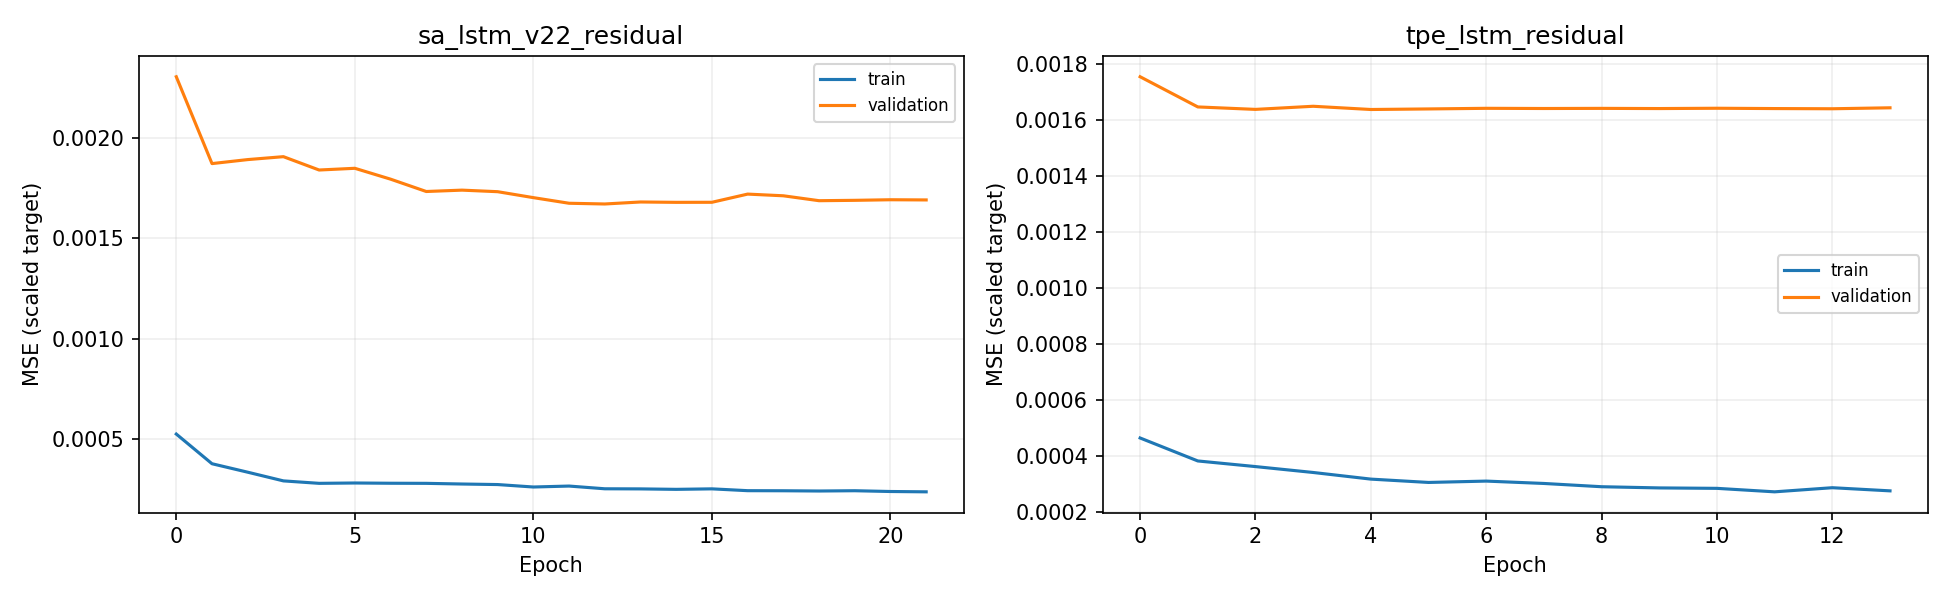 sa_lstm_v22_residual
MSE (scaled target)
0.0020
0.0015
0.0010
0.0005
train
validation
0 5 10 15 20
Epoch
tpe_lstm_residual
MSE (scaled target)
0.0018
0.0016
0.0014
0.0012
0.0010
0.0008
0.0006
0.0004
0.0002
train
validation
0 2 4 6 8 10 12
Epoch